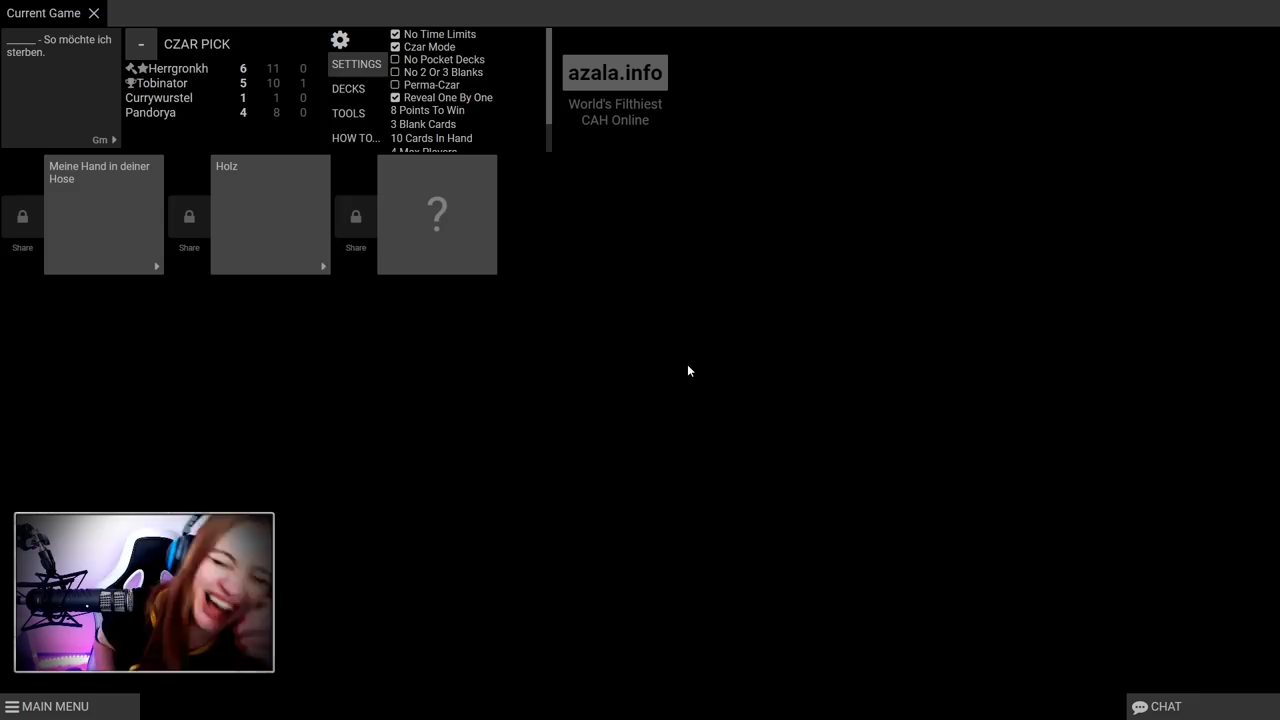 Current Game
______ - So möchte ich
sterben.
Gm
- CZAR PICK
Herrgronkh 6 11 0
Tobinator 5 10 1
Currywurstel 1 1 0
Pandorya 4 8 0
SETTINGS
DECKS
TOOLS
HOW TO...
No Time Limits
Czar Mode
No Pocket Decks
No 2 Or 3 Blanks
Perma-Czar
Reveal One By One
8 Points To Win
3 Blank Cards
10 Cards In Hand
4 Max Players
azala.info
World's Filthiest
CAH Online
Share
Meine Hand in deiner
Hose
Share
Holz
Share
?
MAIN MENU
CHAT